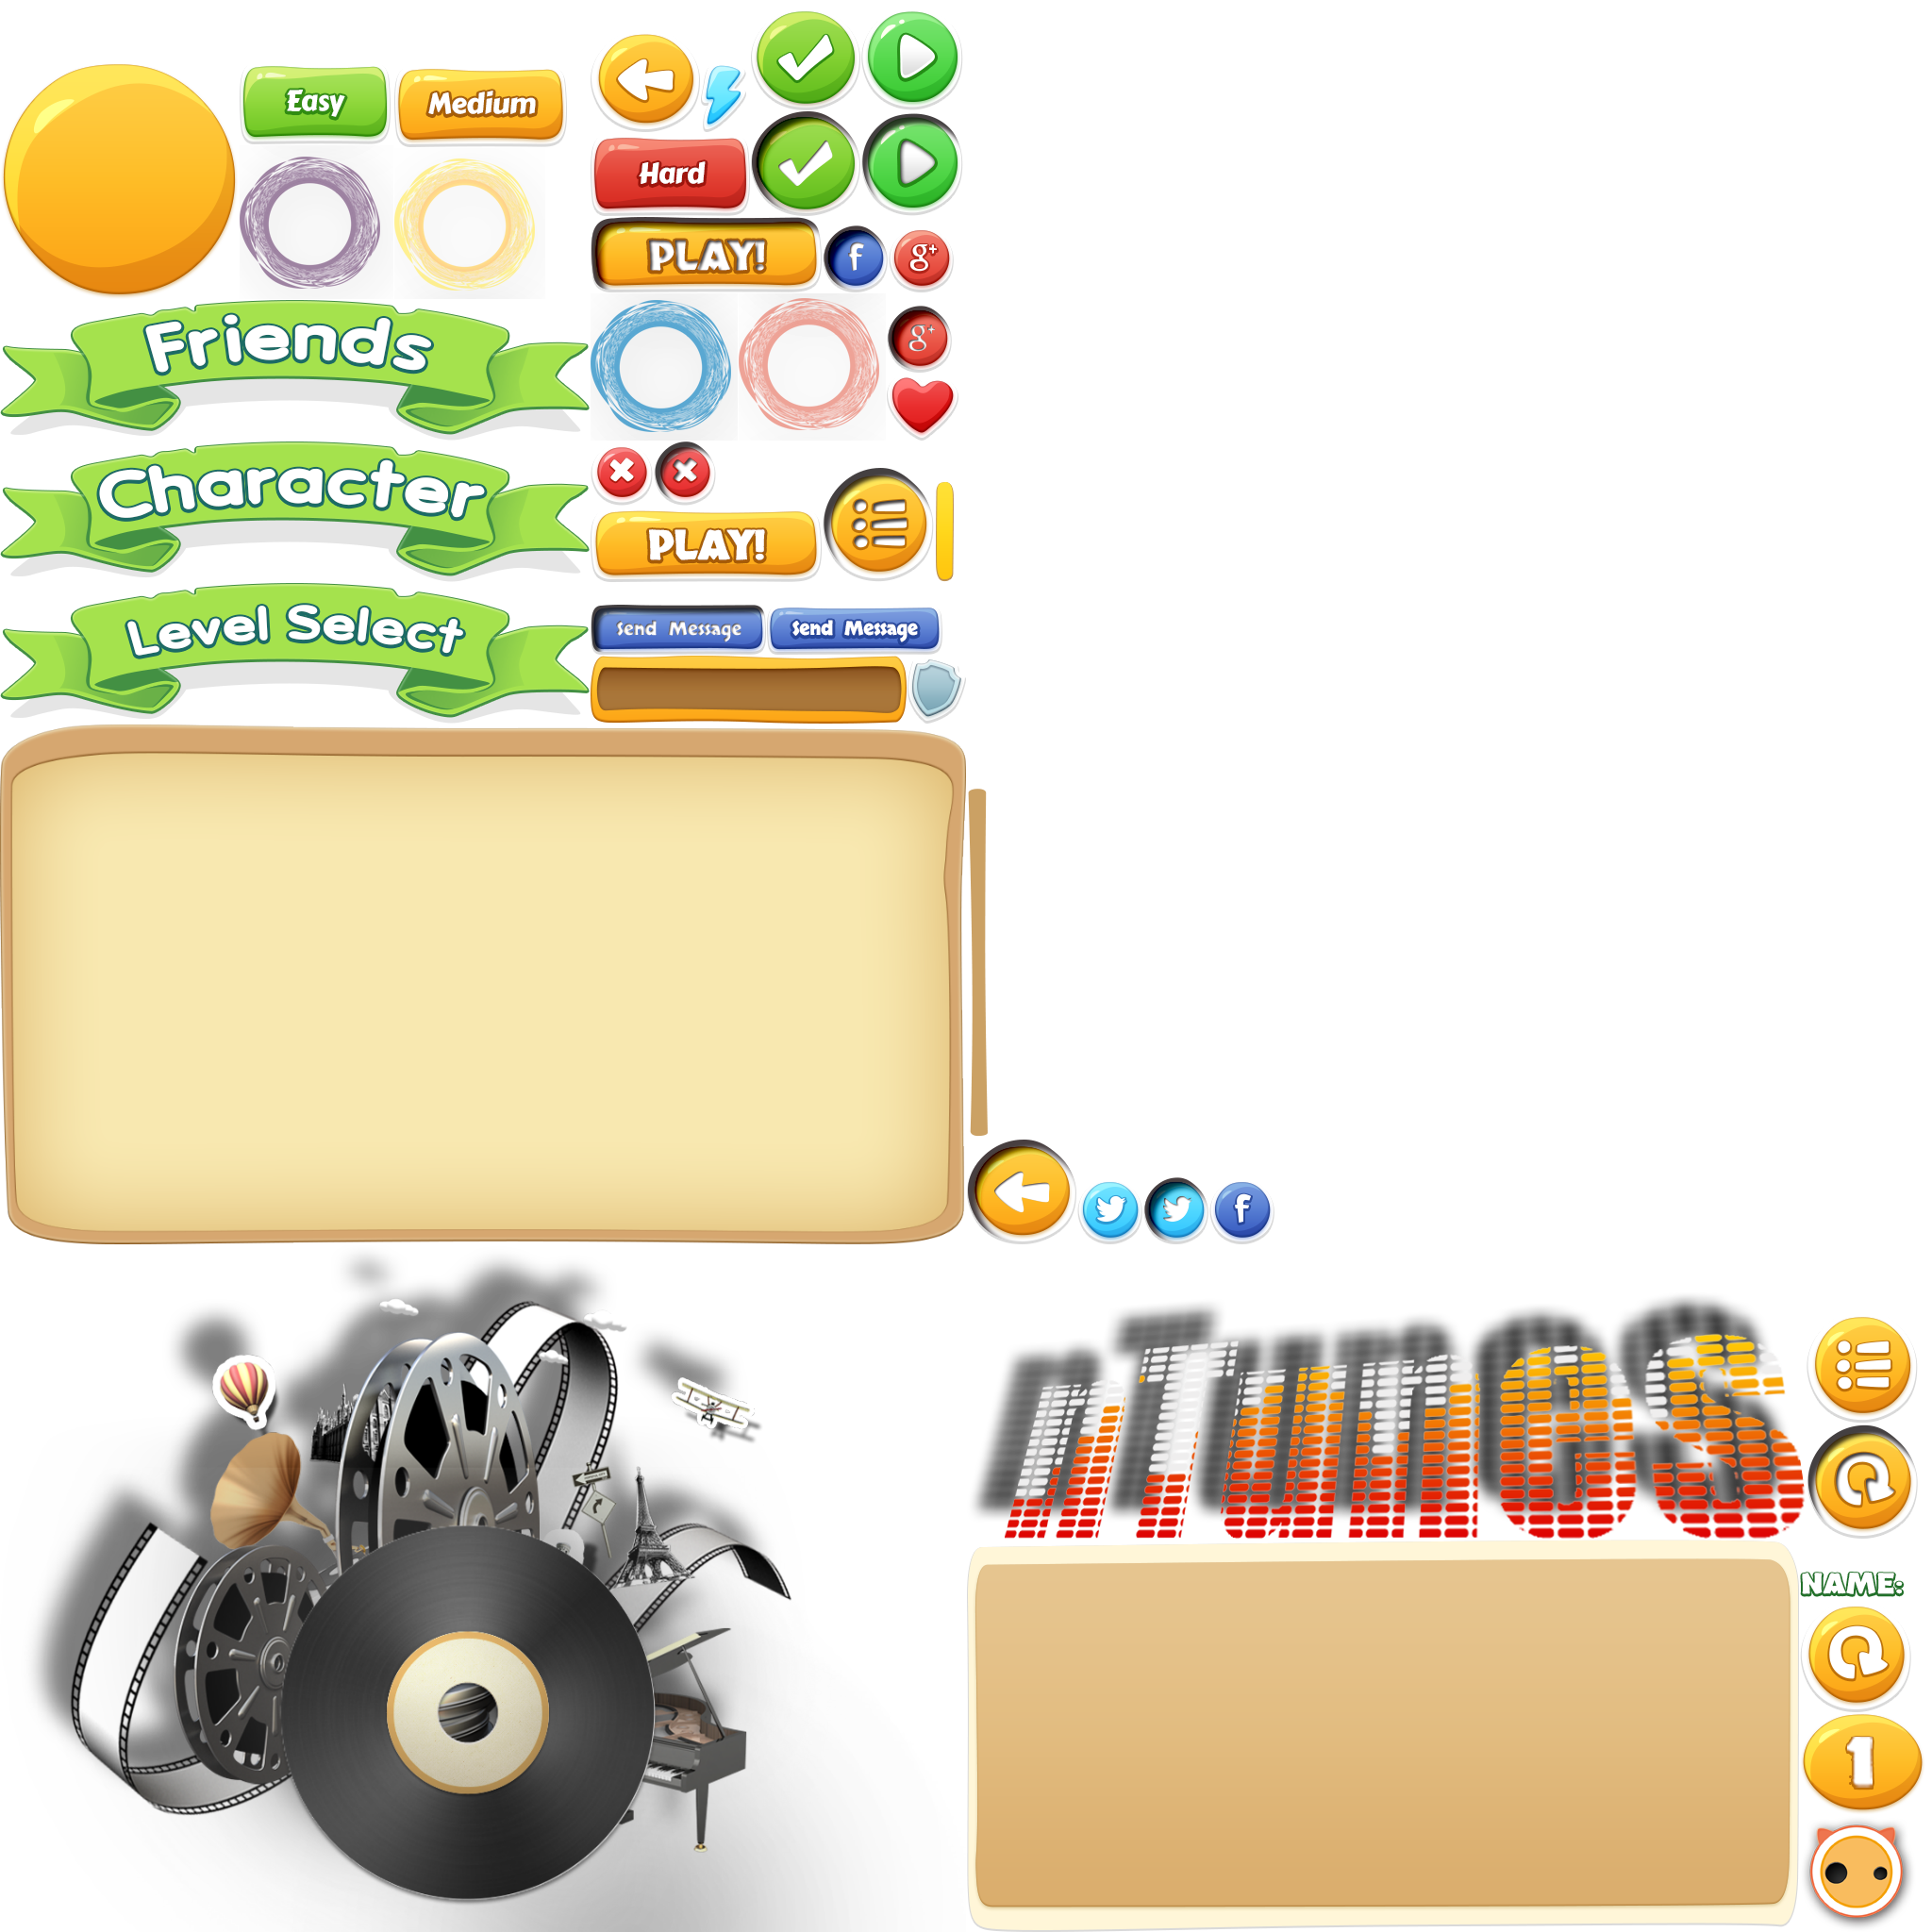 Easy
Medium
Hard
PLAY!
f
g+
Friends
g+
Character
PLAY!
Level Select
Send Message
Send Message
f
nTunes
NAME:
1